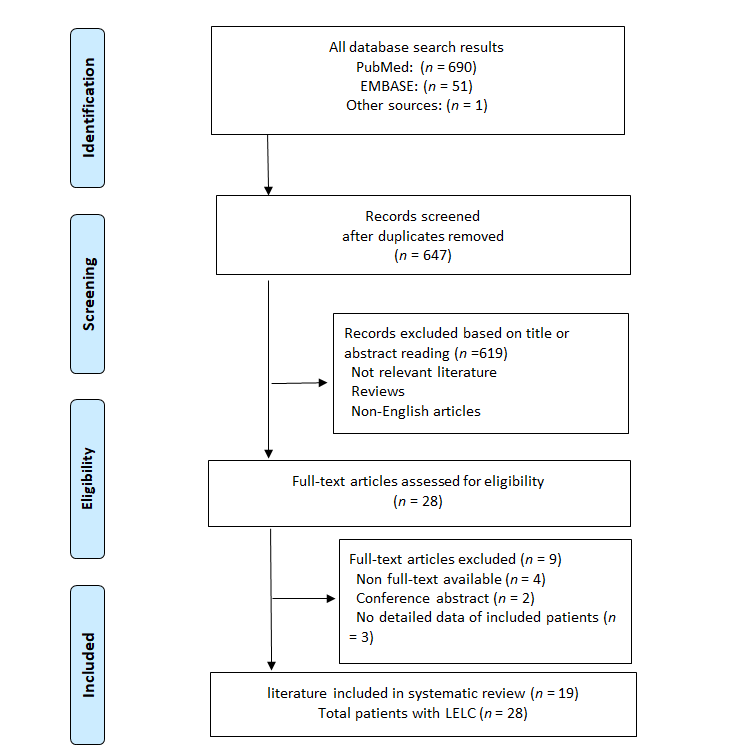 Identification
All database search results
PubMed: (n = 690)
EMBASE: (n = 51)
Other sources: (n = 1)
Screening
Records screened
after duplicates removed
(n = 647)
Records excluded based on title or
abstract reading (n =619)
Not relevant literature
Reviews
Non-English articles
Eligibility
Full-text articles assessed for eligibility
(n = 28)
Full-text articles excluded (n = 9)
Non full-text available (n = 4)
Conference abstract (n = 2)
No detailed data of included patients (n
= 3)
Included
literature included in systematic review (n = 19)
Total patients with LELC (n = 28)